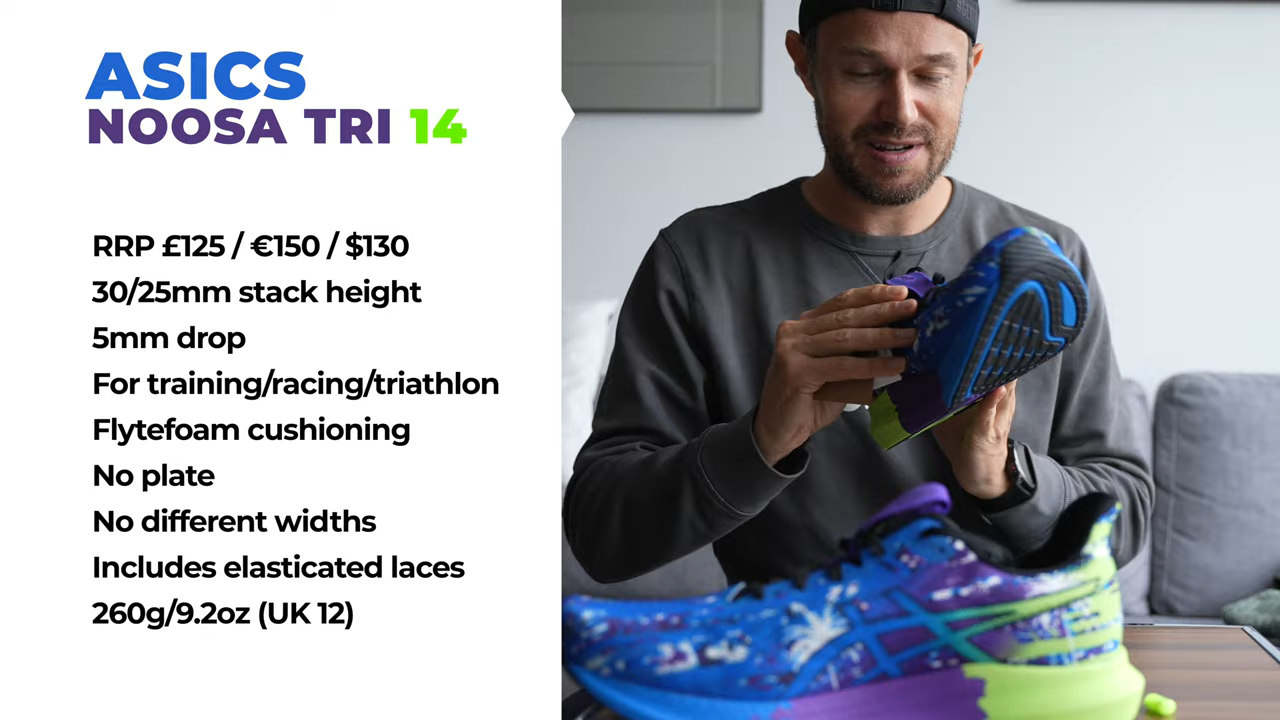 ASICS
NOOSA TRI 14
RRP £125 / €150 / $130
30/25mm stack height
5mm drop
For training/racing/triathlon
Flytefoam cushioning
No plate
No different widths
Includes elasticated laces
260g/9.2oz (UK 12)